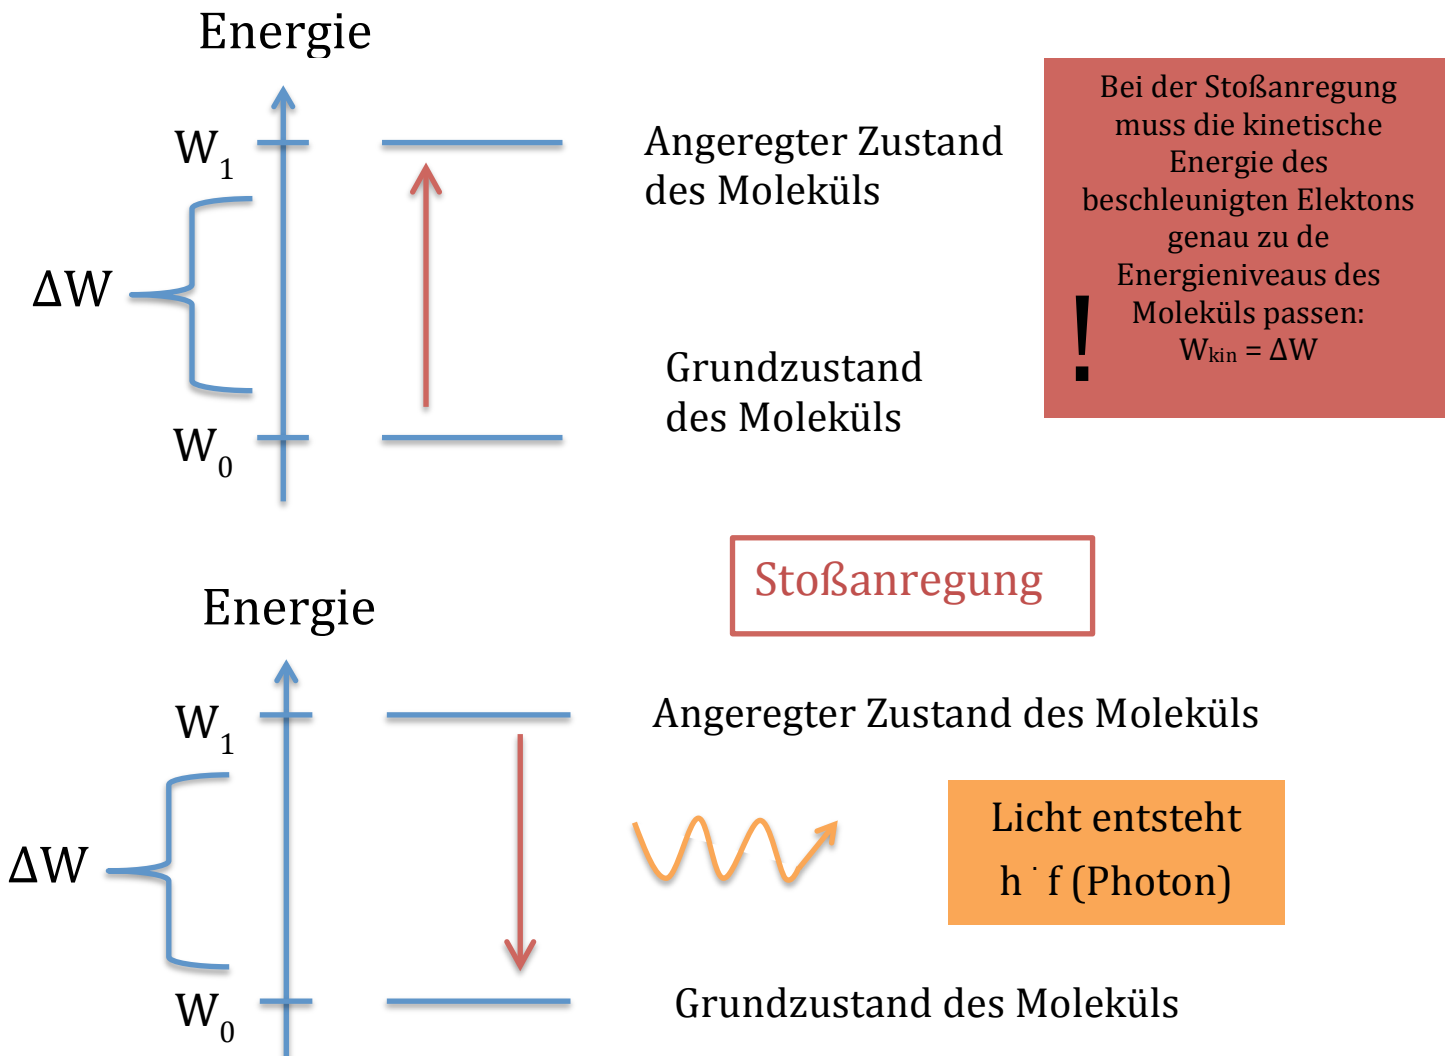 Energie
W1
Angeregter Zustand
des Moleküls
ΔW
Grundzustand
des Moleküls
W0
Bei der Stoßanregung
muss die kinetische
Energie des
beschleunigten Elektons
genau zu de
Energieniveaus des
Moleküls passen:
Wkin = ΔW
!
Stoßanregung
Energie
W1
Angeregter Zustand des Moleküls
ΔW
Licht entsteht
h · f (Photon)
W0
Grundzustand des Moleküls